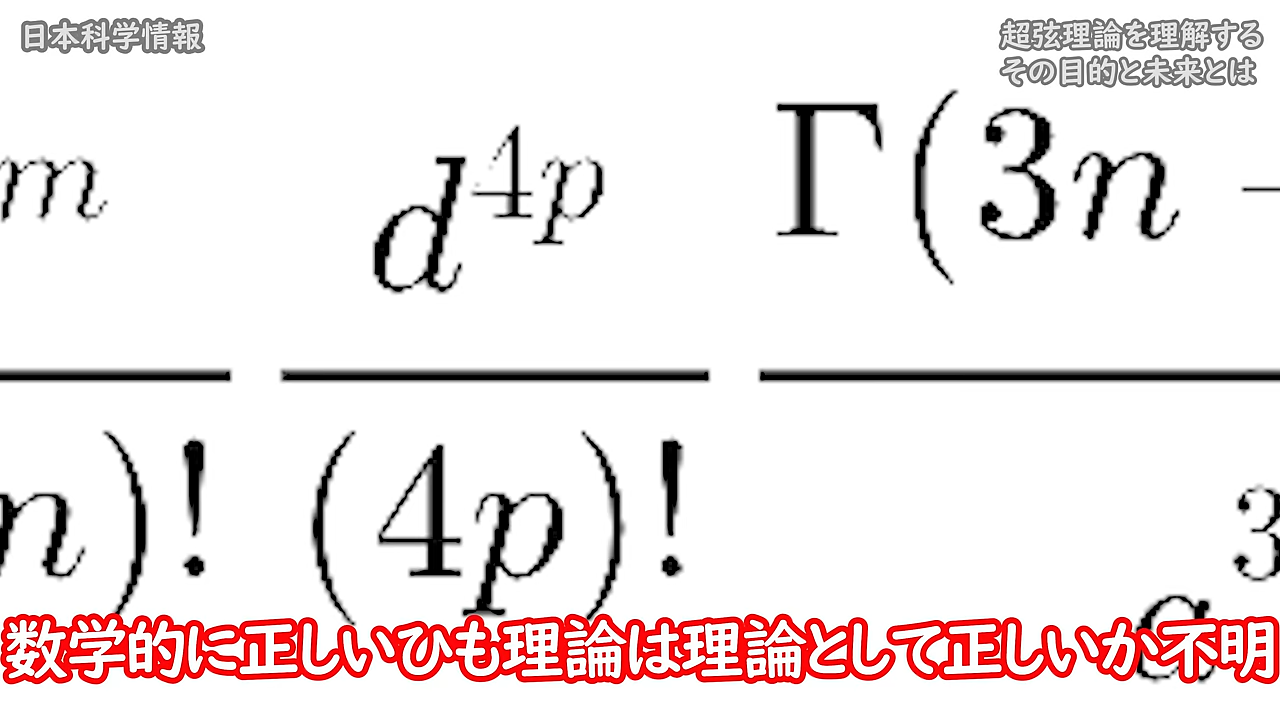 日本科学情報
超弦理論を理解する
その目的と未来とは
m d^{4p} Γ(3n −
n)! (4p)! a^3
数学的に正しいひも理論は理論として正しいか不明